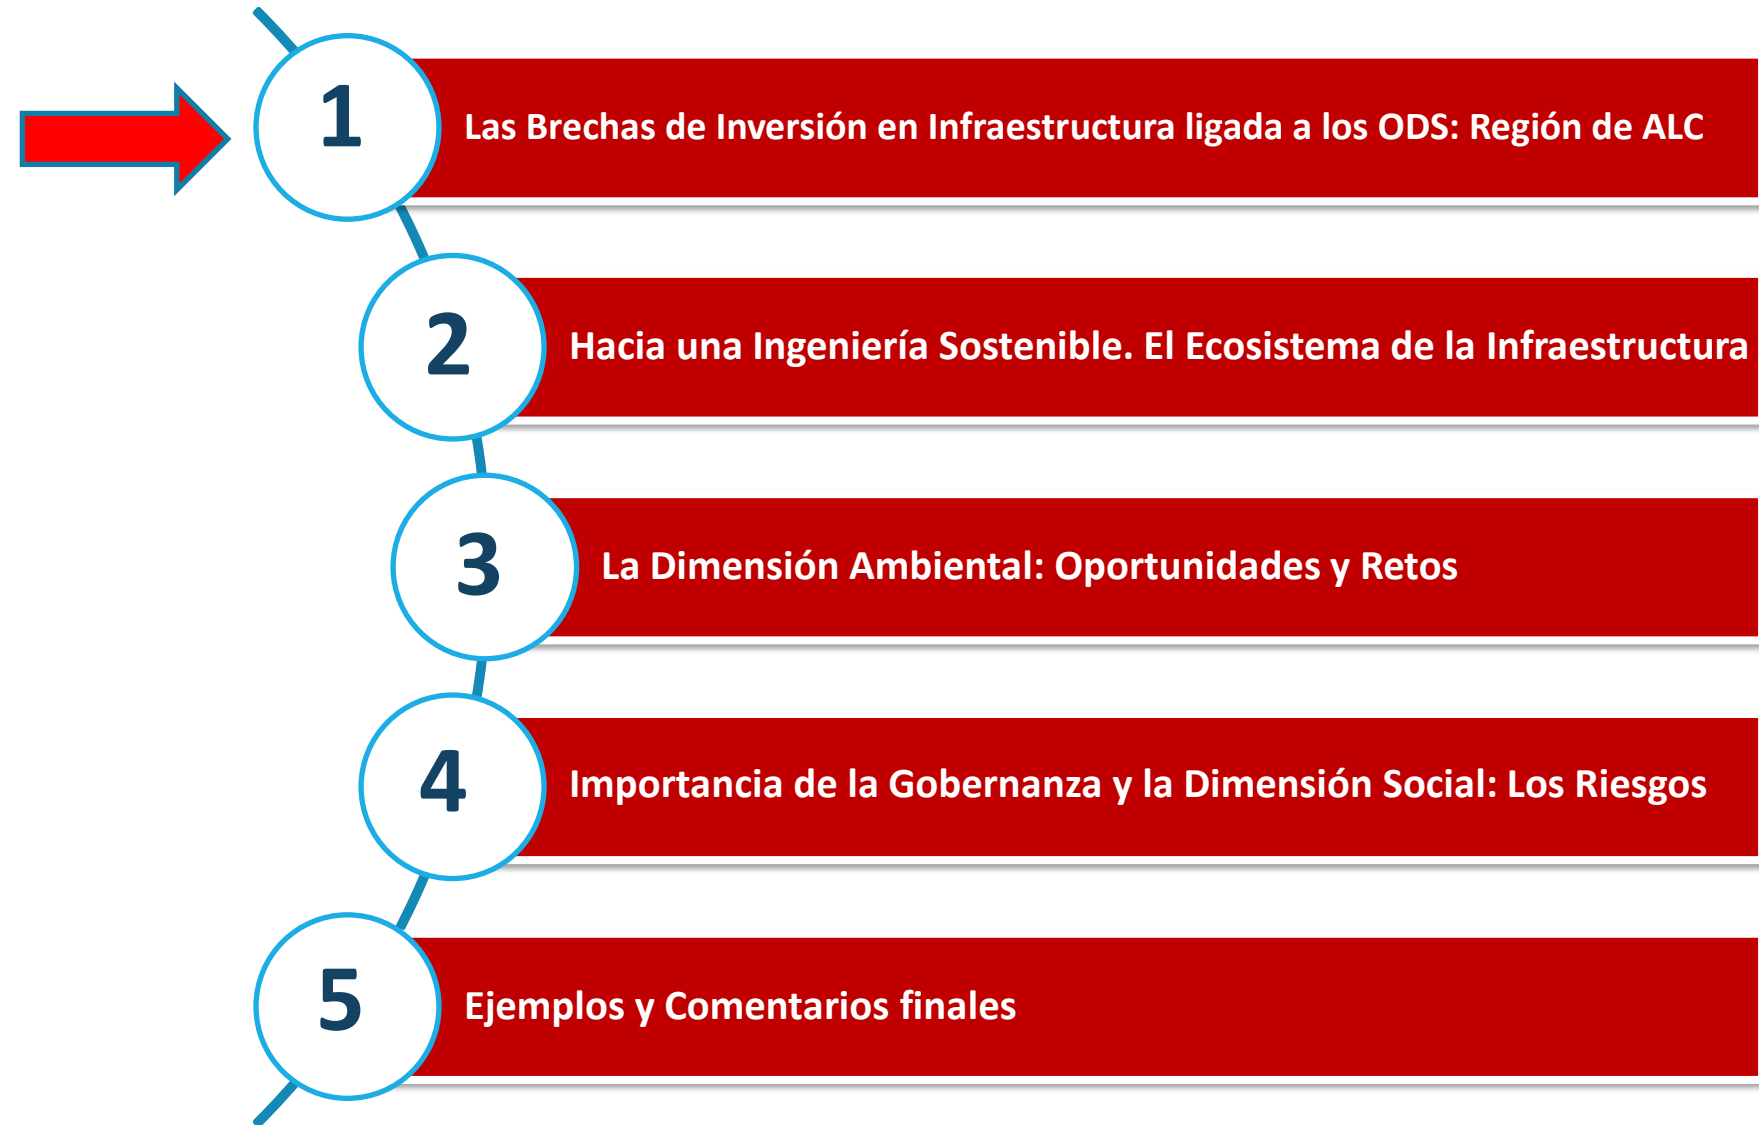 1
Las Brechas de Inversión en Infraestructura ligada a los ODS: Región de ALC
2
Hacia una Ingeniería Sostenible. El Ecosistema de la Infraestructura
3
La Dimensión Ambiental: Oportunidades y Retos
4
Importancia de la Gobernanza y la Dimensión Social: Los Riesgos
5
Ejemplos y Comentarios finales